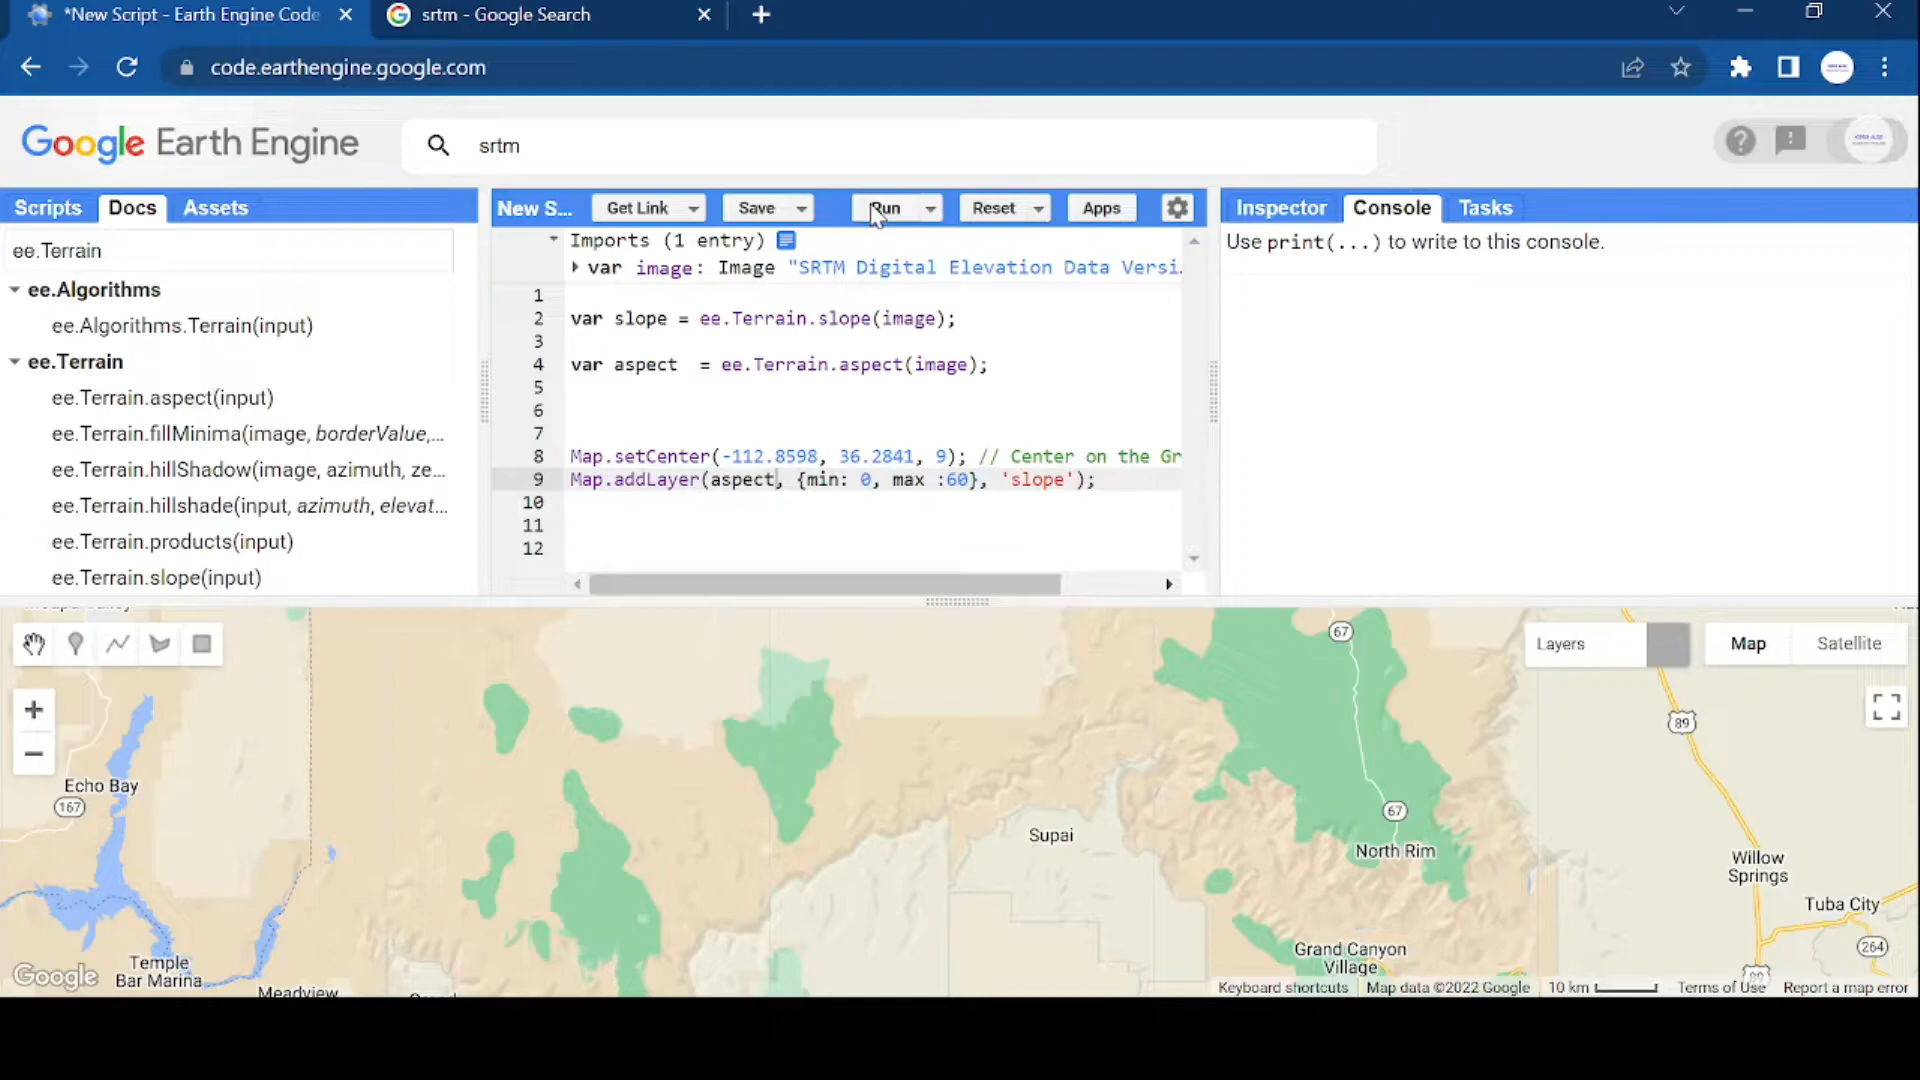 *New Script - Earth Engine Code
srtm - Google Search
code.earthengine.google.com
Google Earth Engine
srtm
Scripts Docs Assets
New S... Get Link Save Run Reset Apps
Inspector Console Tasks
ee.Terrain
ee.Algorithms
ee.Algorithms.Terrain(input)
ee.Terrain
ee.Terrain.aspect(input)
ee.Terrain.fillMinima(image, borderValue,...
ee.Terrain.hillShadow(image, azimuth, ze...
ee.Terrain.hillshade(input, azimuth, elevat...
ee.Terrain.products(input)
ee.Terrain.slope(input)
Imports (1 entry)
var image: Image "SRTM Digital Elevation Data Versi.
1
2 var slope = ee.Terrain.slope(image);
3
4 var aspect  = ee.Terrain.aspect(image);
5
6
7
8 Map.setCenter(-112.8598, 36.2841, 9); // Center on the Gr
9 Map.addLayer(aspect, {min: 0, max :60}, 'slope');
10
11
12
Use print(...) to write to this console.
Layers
Map
Satellite
67
89
Echo Bay
167
67
Supai
North Rim
Willow
Springs
Tuba City
264
Grand Canyon
Village
Temple
Bar Marina
Meadview
89
Google
Keyboard shortcuts
Map data ©2022 Google
10 km
Terms of Use
Report a map error